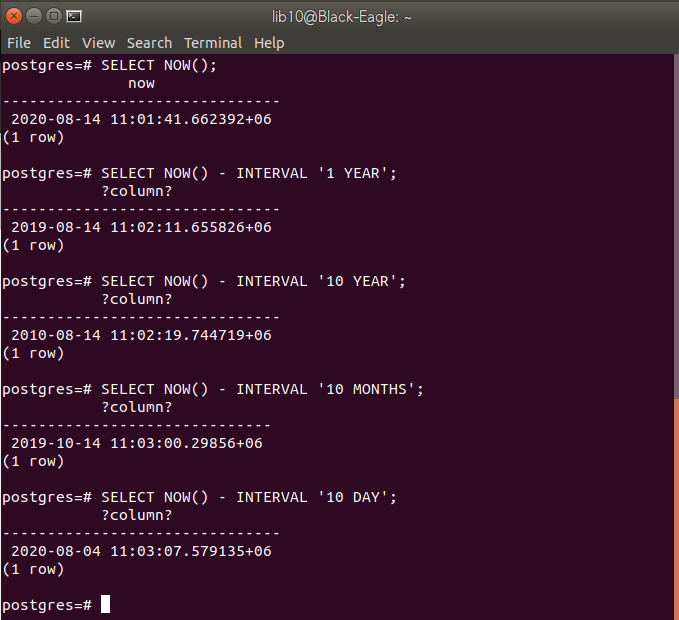 lib10@Black-Eagle: ~
File Edit View Search Terminal Help
postgres=# SELECT NOW();
              now
-------------------------------
 2020-08-14 11:01:41.662392+06
(1 row)

postgres=# SELECT NOW() - INTERVAL '1 YEAR';
           ?column?
-------------------------------
 2019-08-14 11:02:11.655826+06
(1 row)

postgres=# SELECT NOW() - INTERVAL '10 YEAR';
           ?column?
-------------------------------
 2010-08-14 11:02:19.744719+06
(1 row)

postgres=# SELECT NOW() - INTERVAL '10 MONTHS';
           ?column?
------------------------------
 2019-10-14 11:03:00.29856+06
(1 row)

postgres=# SELECT NOW() - INTERVAL '10 DAY';
           ?column?
-------------------------------
 2020-08-04 11:03:07.579135+06
(1 row)

postgres=#